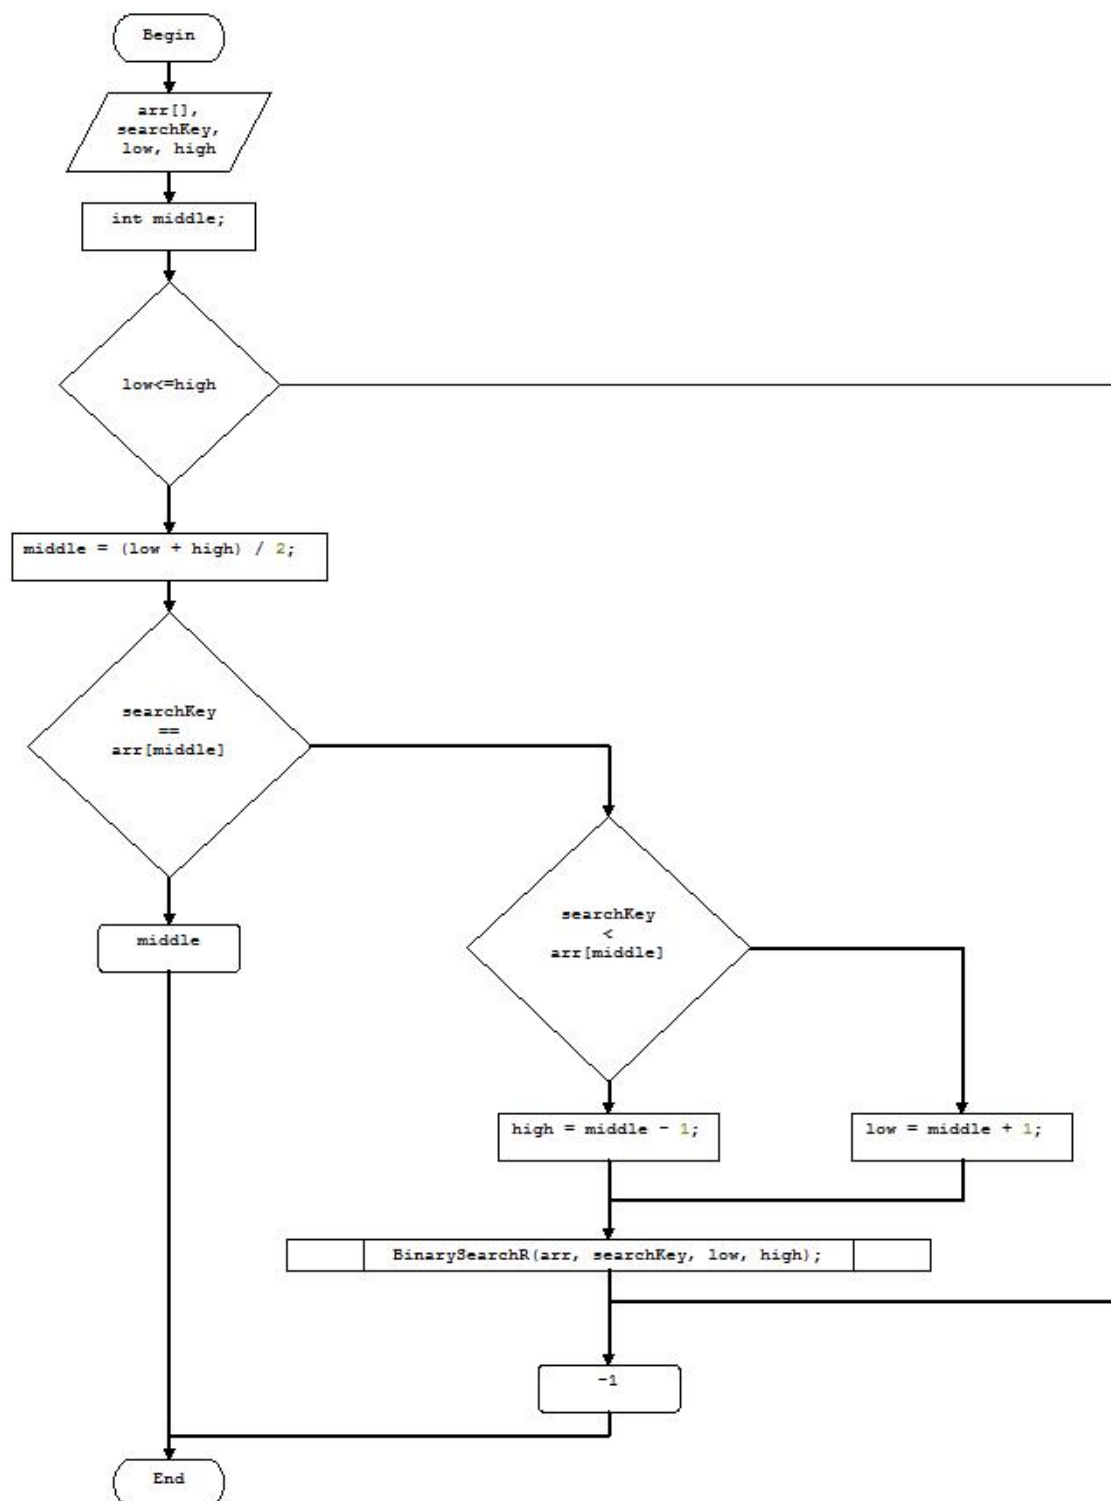 Begin
arr[],
searchKey,
low, high
int middle;
low<=high
middle = (low + high) / 2;
searchKey
==
arr[middle]
searchKey
<
arr[middle]
middle
high = middle - 1;
low = middle + 1;
BinarySearchR(arr, searchKey, low, high);
-1
End